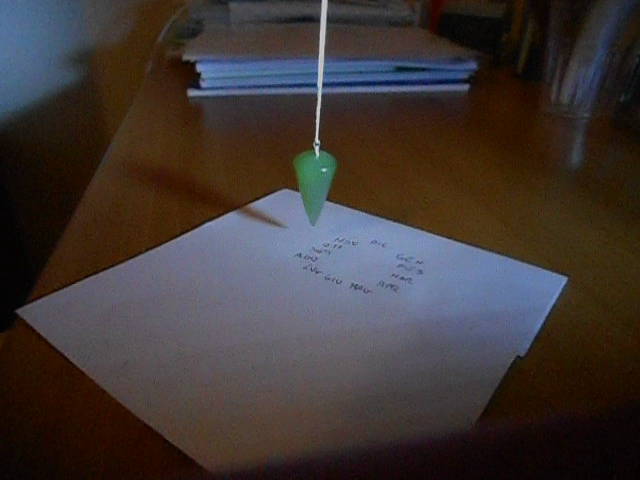 NOV DIC
OTT GEN
SET FEB
AGO MAR
LUG GIU MAG APR